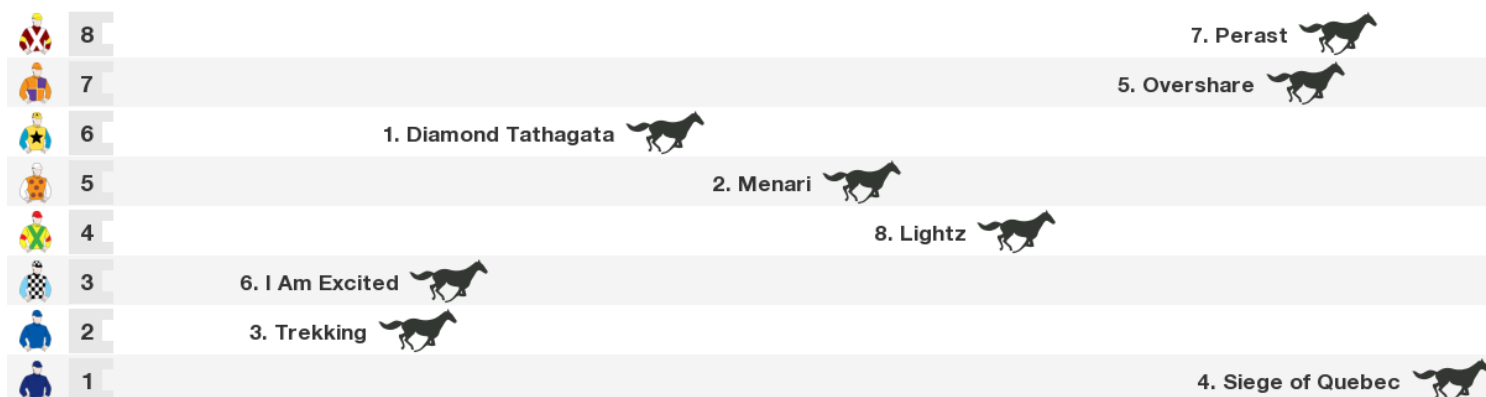 8 7. Perast
7 5. Overshare
6 1. Diamond Tathagata
5 2. Menari
4 8. Lightz
3 6. I Am Excited
2 3. Trekking
1 4. Siege of Quebec